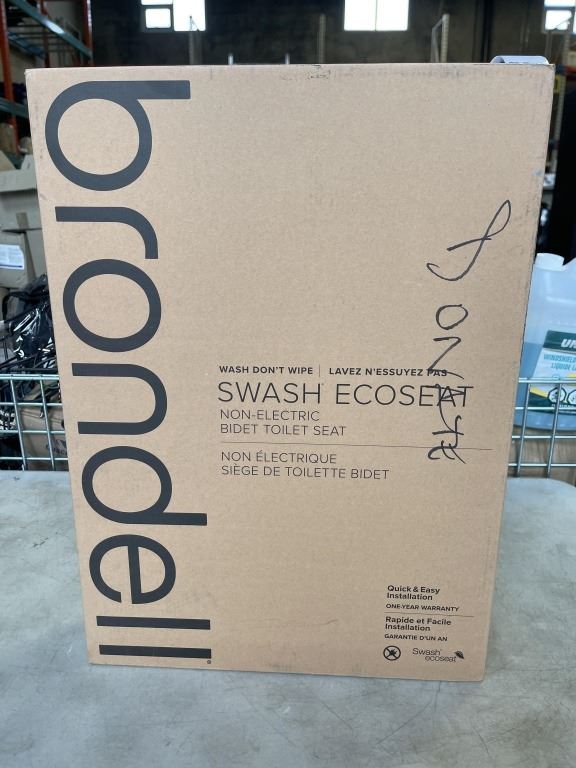 brondell
WASH DON'T WIPE | LAVEZ N'ESSUYEZ PAS
SWASH ECOSEAT
NON-ELECTRIC
BIDET TOILET SEAT
NON ÉLECTRIQUE
SIÈGE DE TOILETTE BIDET
Quick & Easy
Installation
ONE-YEAR WARRANTY
Rapide et Facile
Installation
GARANTIE D'UN AN
Swash
ecoseat
WINDSHIELD